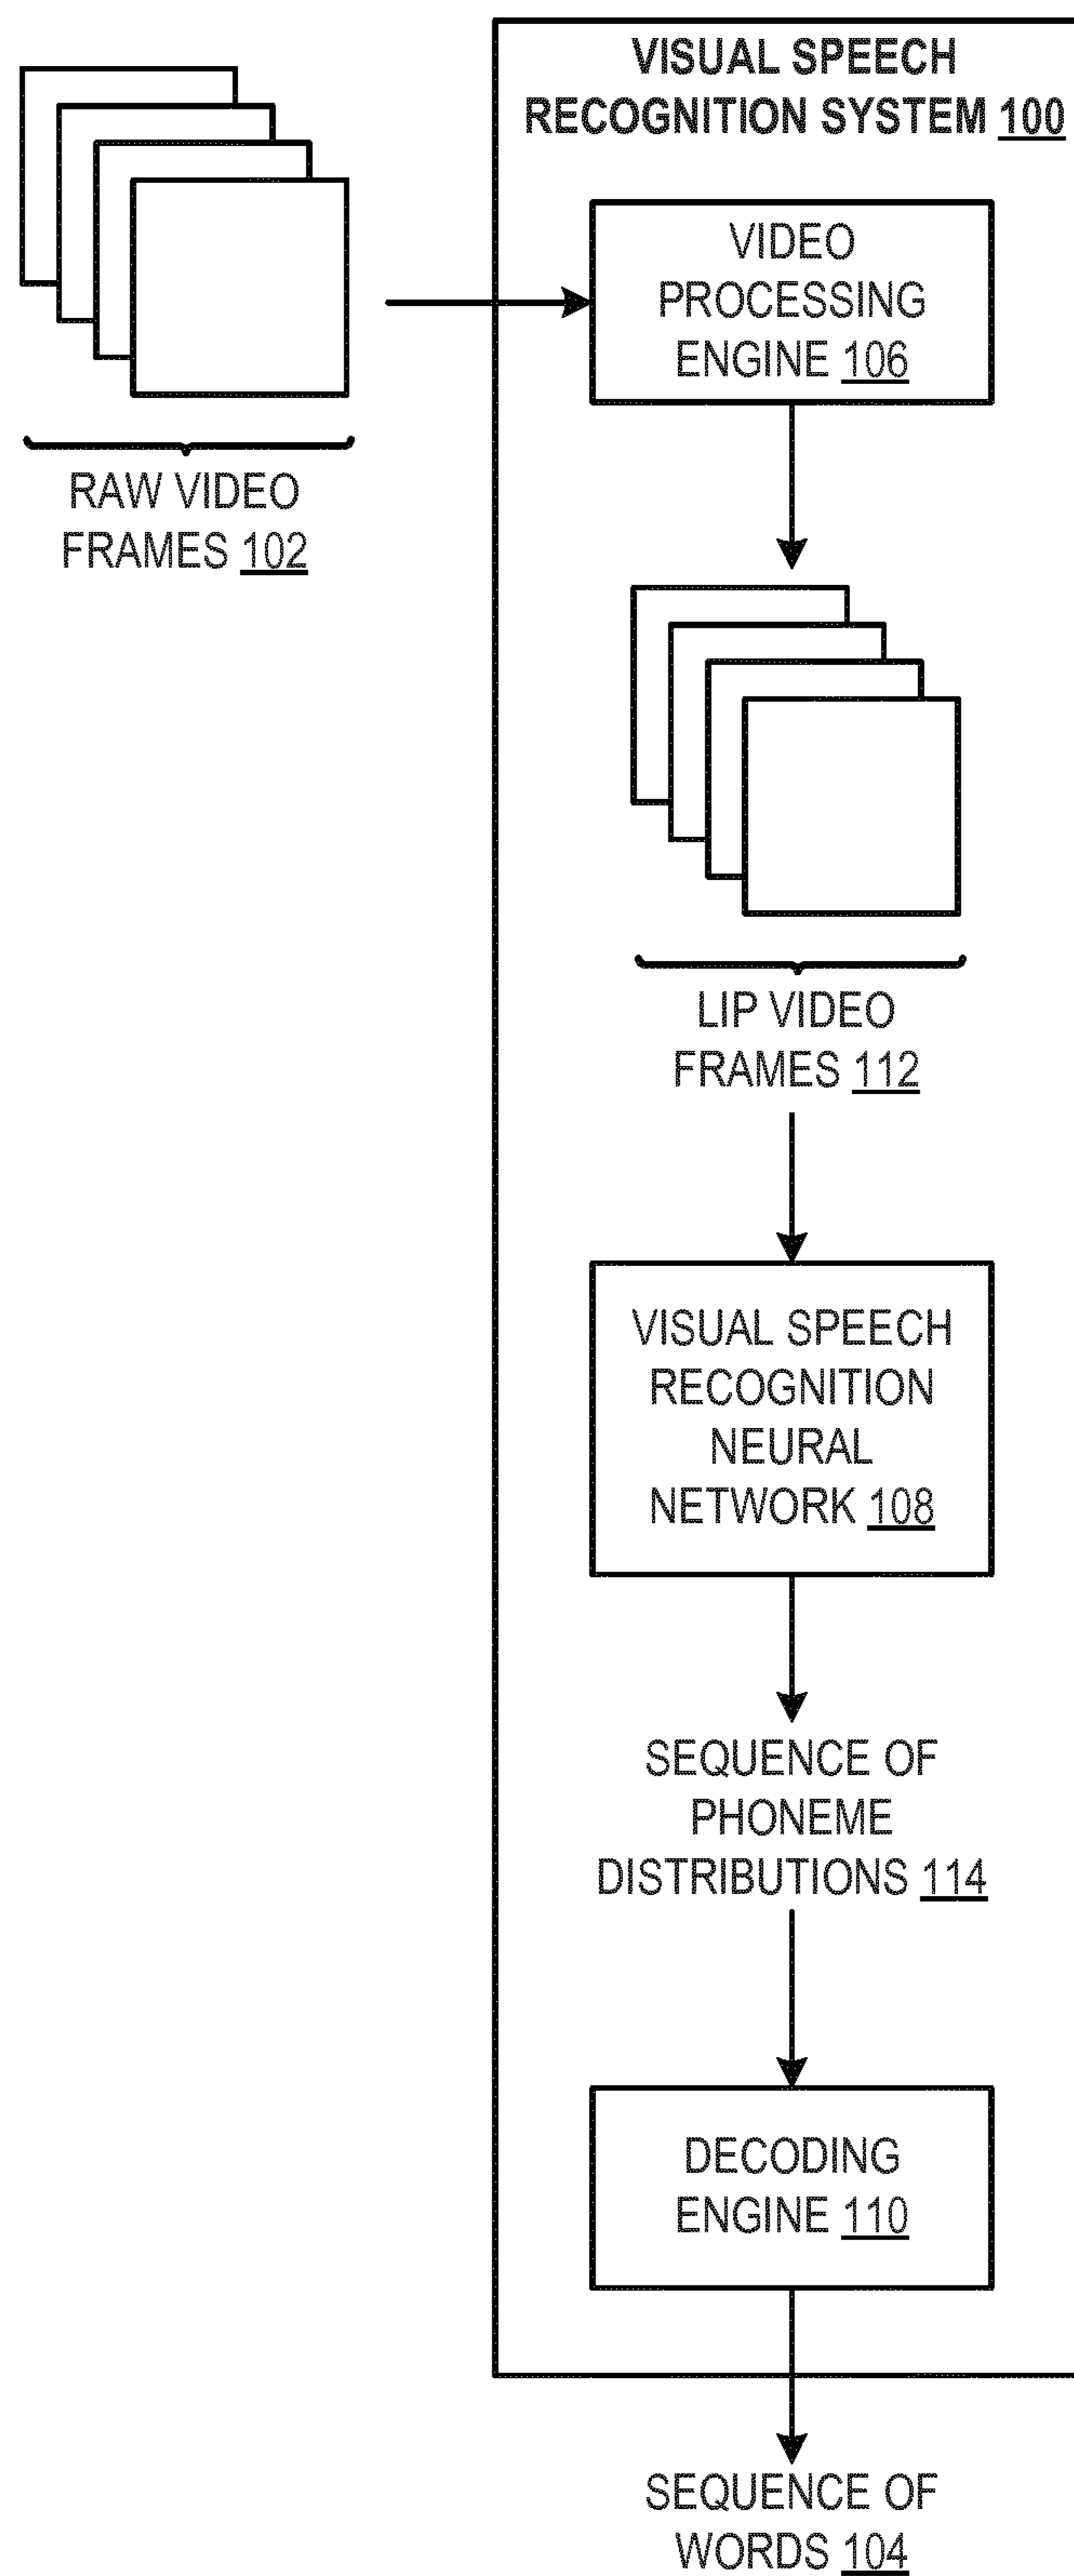 VISUAL SPEECH
RECOGNITION SYSTEM 100
RAW VIDEO
FRAMES 102
VIDEO
PROCESSING
ENGINE 106
LIP VIDEO
FRAMES 112
VISUAL SPEECH
RECOGNITION
NEURAL
NETWORK 108
SEQUENCE OF
PHONEME
DISTRIBUTIONS 114
DECODING
ENGINE 110
SEQUENCE OF
WORDS 104